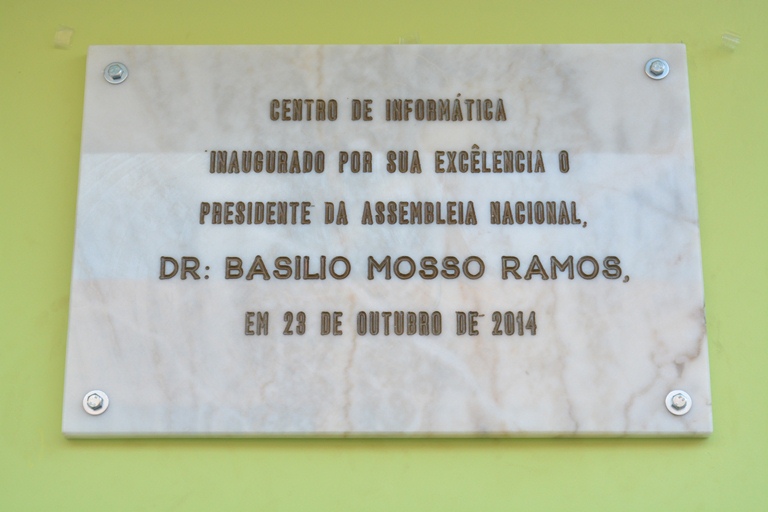 CENTRO DE INFORMÁTICA
INAUGURADO POR SUA EXCÊLENCIA O
PRESIDENTE DA ASSEMBLEIA NACIONAL,
DR: BASILIO MOSSO RAMOS,
EM 23 DE OUTUBRO DE 2014